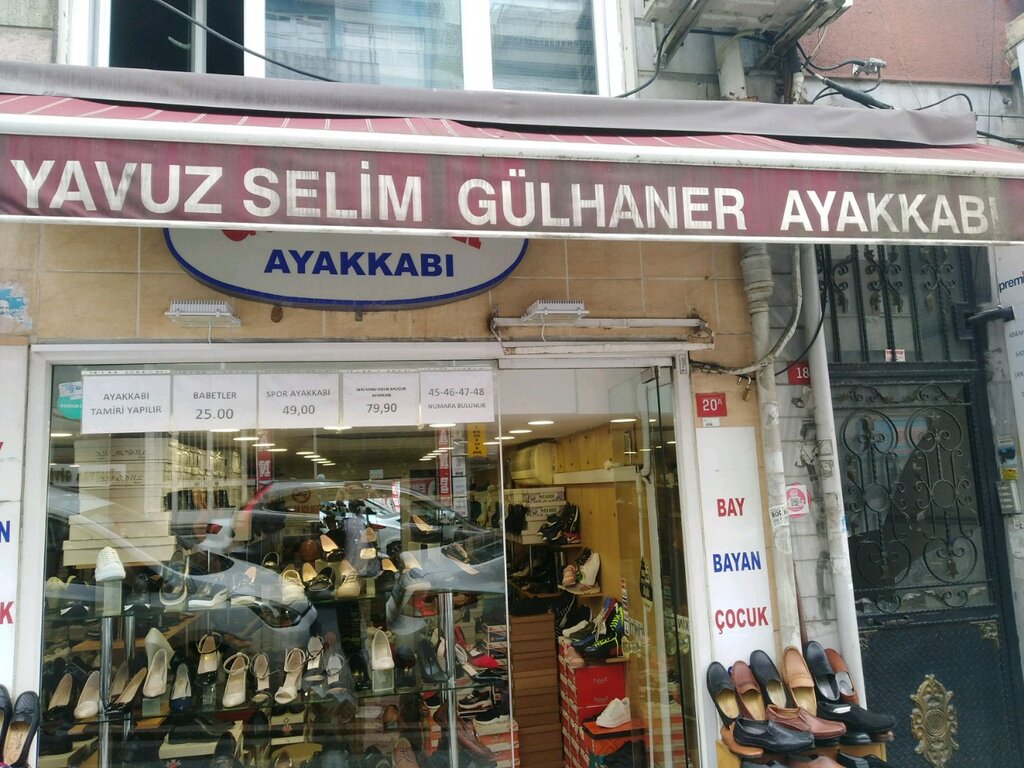 YAVUZ SELİM GÜLHANER AYAKKABI
AYAKKABI
AYAKKABI
TAMİRİ YAPILIR
BABETLER
25.00
SPOR AYAKKABI
49,00
AYAKKABI
79,90
45-46-47-48
NUMARA BULUNUR
20A
18
BAY
BAYAN
ÇOCUK